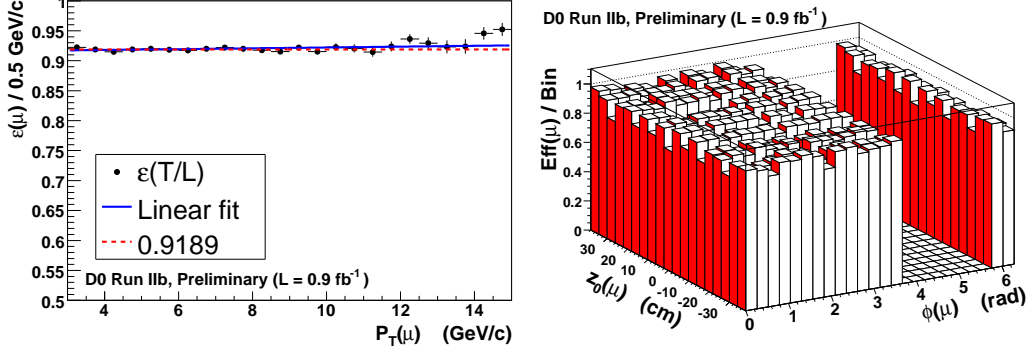 ε(μ) / 0.5 GeV/c
1
0.95
0.9
0.85
0.8
0.75
0.7
0.65
0.6
0.55
0.5
ε(T/L)
Linear fit
0.9189
D0 Run IIb, Preliminary (L = 0.9 fb⁻¹)
4 6 8 10 12 14
P_T(μ) (GeV/c)
D0 Run IIb, Preliminary (L = 0.9 fb⁻¹)
Eff(μ) / Bin
1
0.8
0.6
0.4
0.2
0
30 20 10 0 -10 -20 -30
z₀(μ) (cm)
0 1 2 3 4 5 6
φ(μ) (rad)